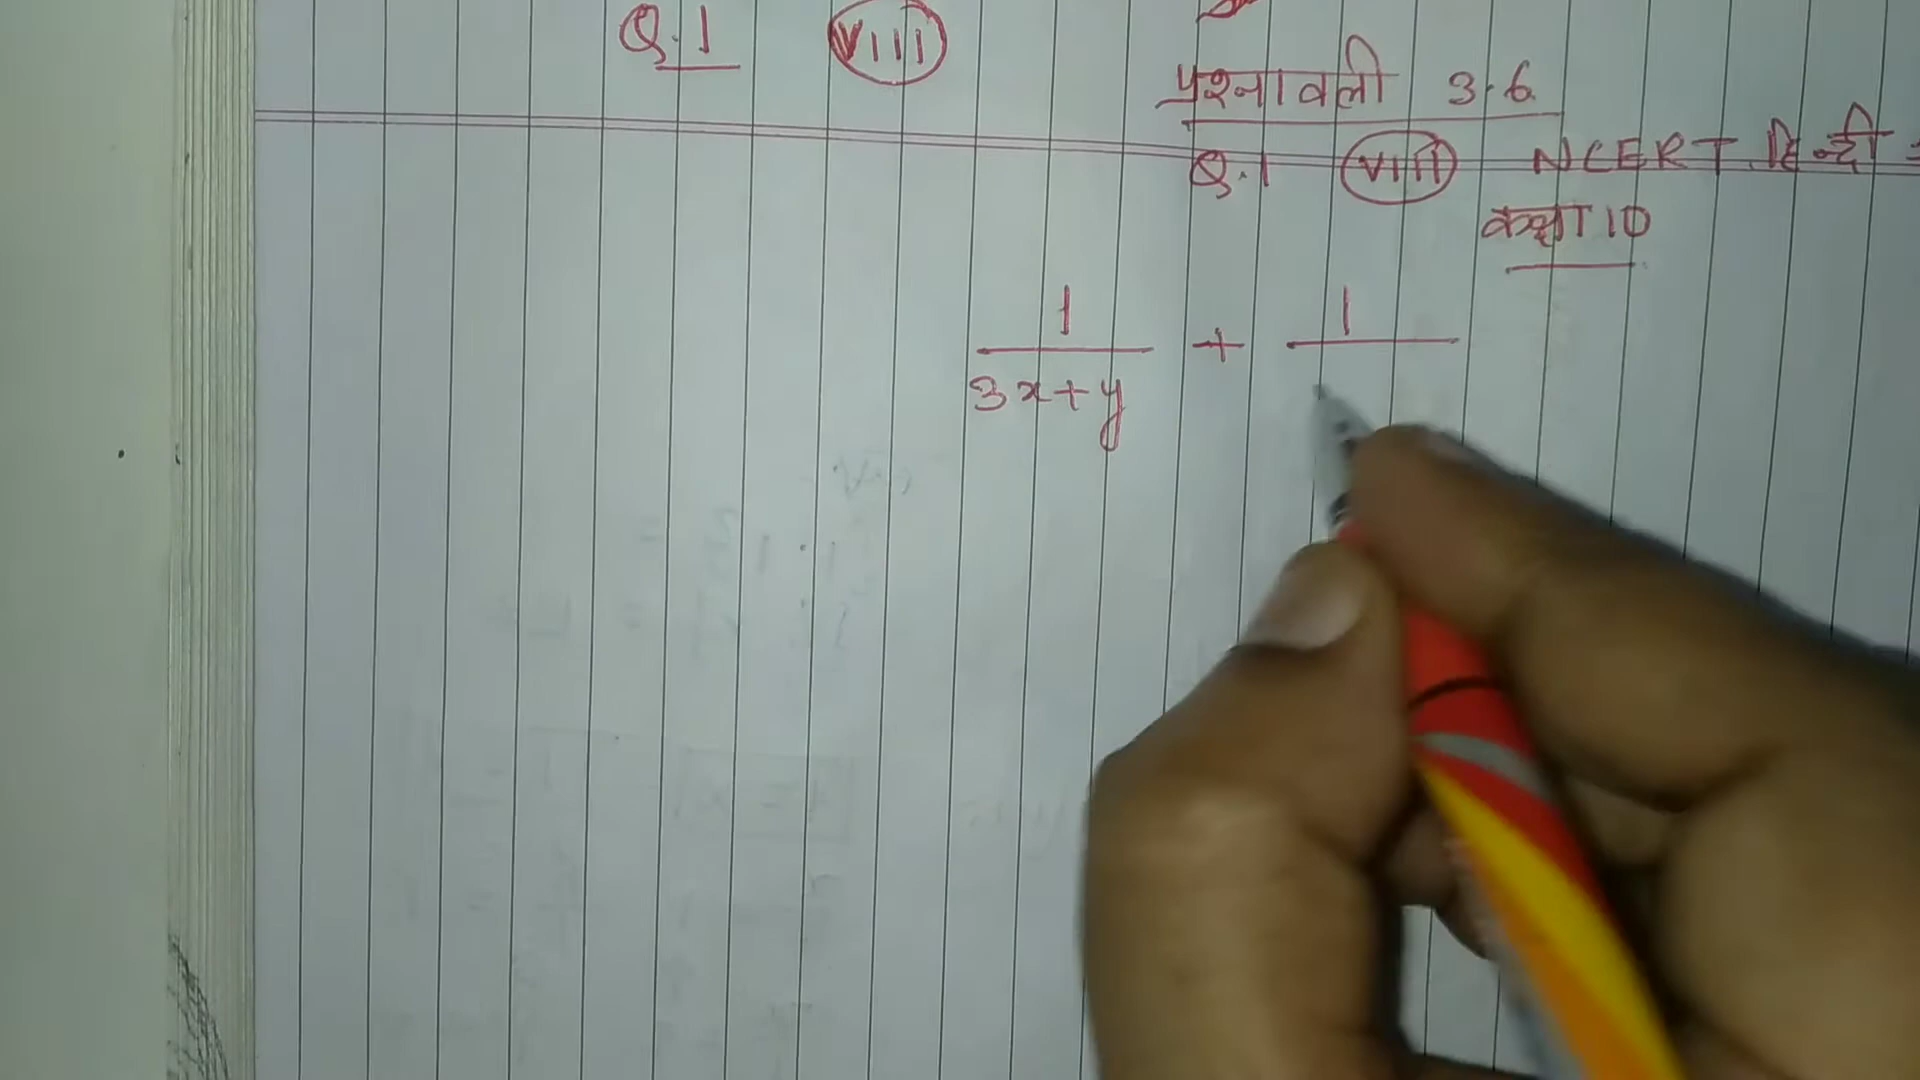 Q.1 VIII
प्रश्नावली 3.6
Q.1 VIII NCERT हिन्दी
कक्षा 10
1 + 1
3x+y